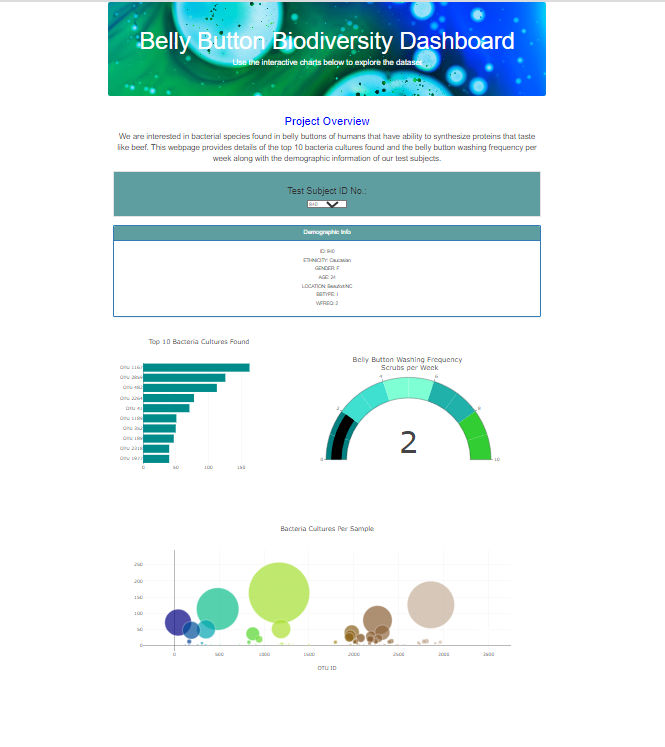 Belly Button Biodiversity Dashboard
Use the interactive charts below to explore the dataset
Project Overview
We are interested in bacterial species found in belly buttons of humans that have ability to synthesize proteins that taste
like beef. This webpage provides details of the top 10 bacteria cultures found and the belly button washing frequency per
week along with the demographic information of our test subjects.
Test Subject ID No.:
940
Demographic Info
ID: 940
ETHNICITY: Caucasian
GENDER: F
AGE: 24
LOCATION: Beaufort/NC
BBTYPE: I
WFREQ: 2
Top 10 Bacteria Cultures Found
OTU 1167
OTU 2859
OTU 482
OTU 2264
OTU 41
OTU 1189
OTU 352
OTU 189
OTU 2318
OTU 1977
0 50 100 150
Belly Button Washing Frequency
Scrubs per Week
0 2 4 6 8 10
2
Bacteria Cultures Per Sample
250
200
150
100
50
0
0 500 1000 1500 2000 2500 3000 3500
OTU ID